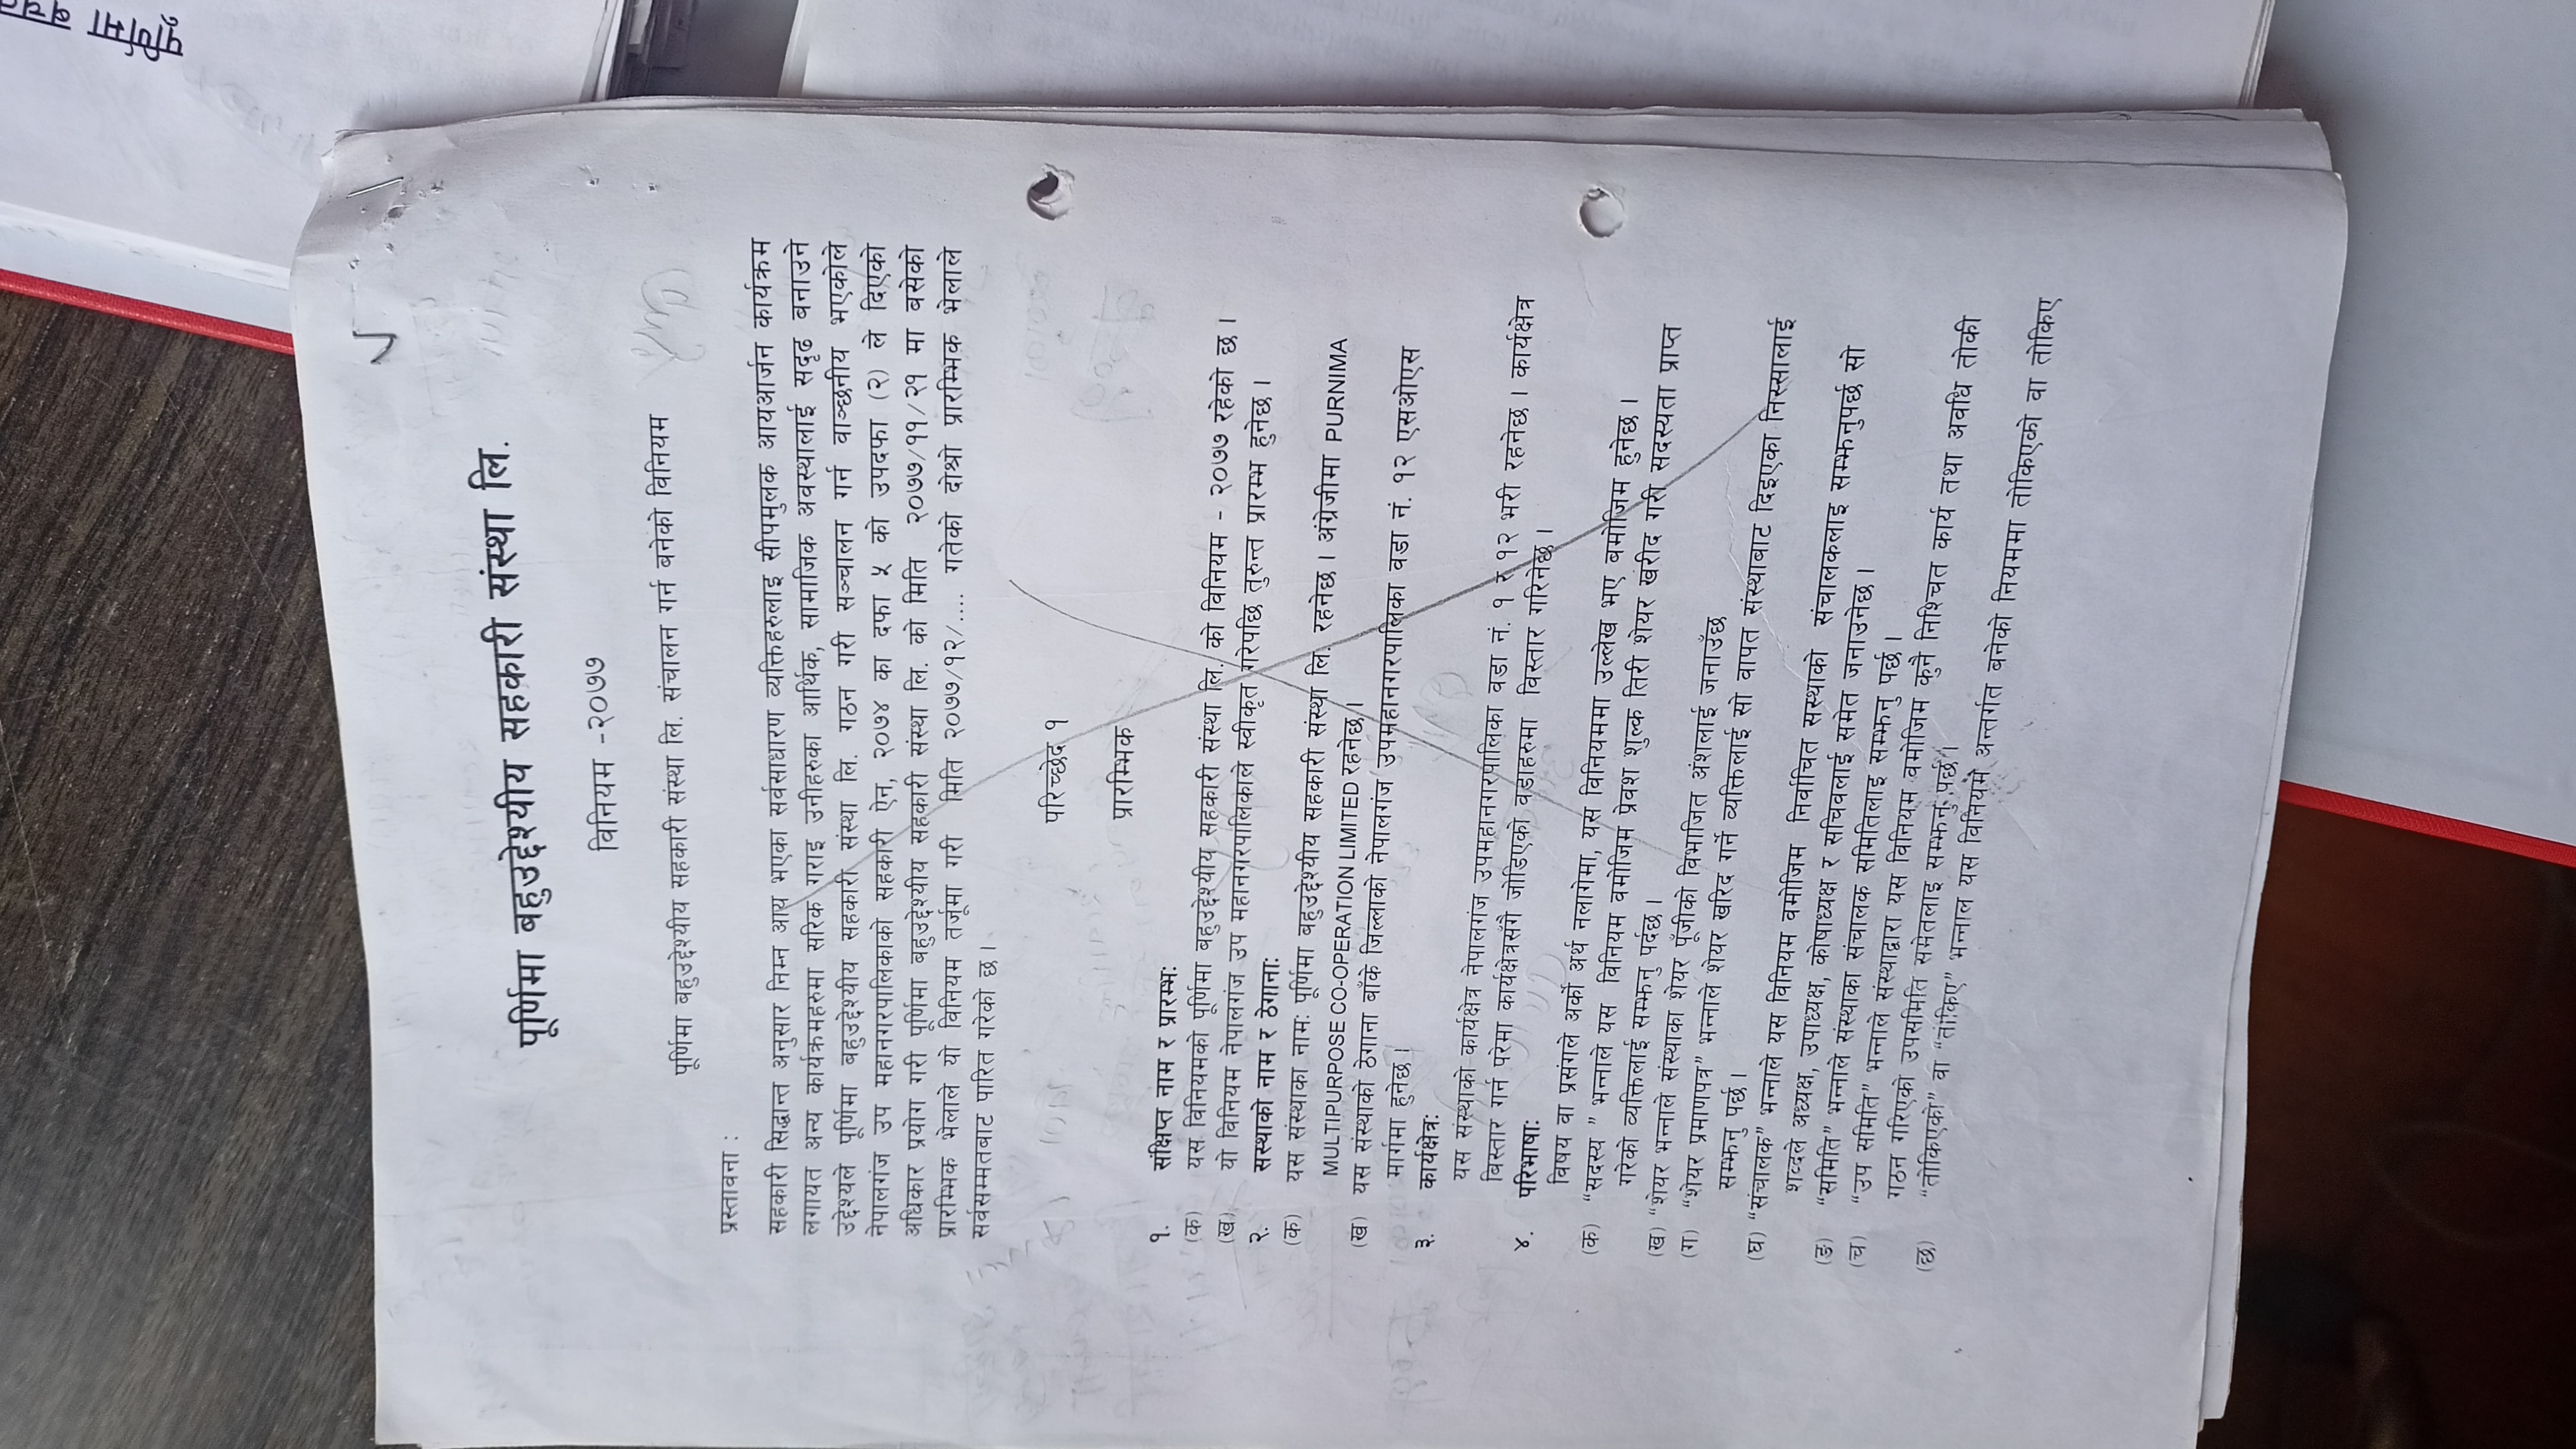 पूर्णिमा बहुउद्देश्यीय सहकारी संस्था लि.
विनियम -२०७७
पूर्णिमा बहुउद्देश्यीय सहकारी संस्था लि. संचालन गर्न बनेको विनियम
प्रस्तावना :
सहकारी सिद्धान्त अनुसार निम्न आय भएका सर्वसाधारण व्यक्तिहरुलाइ सीपमुलक आयआर्जन कार्यक्रम
लगायत अन्य कार्यक्रमहरुमा सरिक गराइ उनीहरुका आर्थिक, सामाजिक अवस्थालाई सदृढ बनाउने
उद्देश्यले पूर्णिमा बहुउद्देश्यीय सहकारी संस्था लि. गठन गरी सञ्चालन गर्न वाञ्छनीय भएकोले
नेपालगंज उप महानगरपालिकाको सहकारी ऐन, २०७४ का दफा ५ को उपदफा (२) ले दिएको
अधिकार प्रयोग गरी पूर्णिमा बहुउद्देश्यीय सहकारी संस्था लि. को मिति २०७७/११/२१ मा बसेको
प्रारम्भिक भेलाले यो विनियम तर्जुमा गरी मिति २०७७/१२/.... गतेको दोश्रो प्रारम्भिक भेलाले
सर्वसम्मतबाट पारित गरेको छ ।
परिच्छेद १
प्रारम्भिक
१. संक्षिप्त नाम र प्रारम्भ:
(क) यस विनियमको पूर्णिमा बहुउद्देश्यीय सहकारी संस्था लि. को विनियम - २०७७ रहेको छ ।
(ख) यो विनियम नेपालगंज उप महानगरपालिकाले स्वीकृत गरेपछि तुरुन्त प्रारम्भ हुनेछ ।
२. सस्थाको नाम र ठेगाना:
(क) यस संस्थाका नाम: पूर्णिमा बहुउद्देश्यीय सहकारी संस्था लि. रहनेछ । अंग्रेजीमा PURNIMA
MULTIPURPOSE CO-OPERATION LIMITED रहनेछ ।
(ख) यस संस्थाको ठेगाना बाँके जिल्लाको नेपालगंज उपमहानगरपालिका वडा नं. १२ एसओएस
मार्गमा हुनेछ ।
३. कार्यक्षेत्र:
यस संस्थाको कार्यक्षेत्र नेपालगंज उपमहानगरपालिका वडा नं. १ र १२ भरी रहनेछ । कार्यक्षेत्र
विस्तार गर्न परेमा कार्यक्षेत्रसँगै जोडिएको वडाहरुमा विस्तार गरिनेछ ।
४. परिभाषा:
विषय वा प्रसंगले अर्को अर्थ नलागेमा, यस विनियममा उल्लेख भए बमोजिम हुनेछ ।
(क) "सदस्य " भन्नाले यस विनियम वमोजिम प्रवेश शुल्क तिरी शेयर खरीद गरी सदस्यता प्राप्त
गरेको व्यक्तिलाई सम्झनु पर्दछ ।
(ख) "शेयर भन्नाले संस्थाका शेयर पूँजीको विभाजित अंशलाई जनाउँछ
(ग) "शेयर प्रमाणपत्र" भन्नाले शेयर खरिद गर्ने व्यक्तिलाई सो वापत संस्थाबाट दिइएका निस्सालाई
सम्झनु पर्छ ।
(घ) "संचालक" भन्नाले यस विनियम वमोजिम निर्वाचित सस्थाको संचालकलाइ सम्झनुपर्छ सो
शव्दले अध्यक्ष, उपाध्यक्ष, कोषाध्यक्ष र सचिवलाई समेत जनाउनेछ ।
(ङ) "समिति" भन्नाले संस्थाका संचालक समितिलाइ सम्झनु पर्छ ।
(च) "उप समिति" भन्नाले संस्थाद्वारा यस विनियम वमोजिम कुनै निश्चित कार्य तथा अवधि तोकी
गठन गरिएको उपसमिति समेतलाइ सम्झनु पर्छ ।
(छ) "तोकिएको" वा "तोकिए" भन्नाल यस विनियम अन्तर्गत बनेको नियममा तोकिएको वा तोकिए
पूर्णिमा बचत